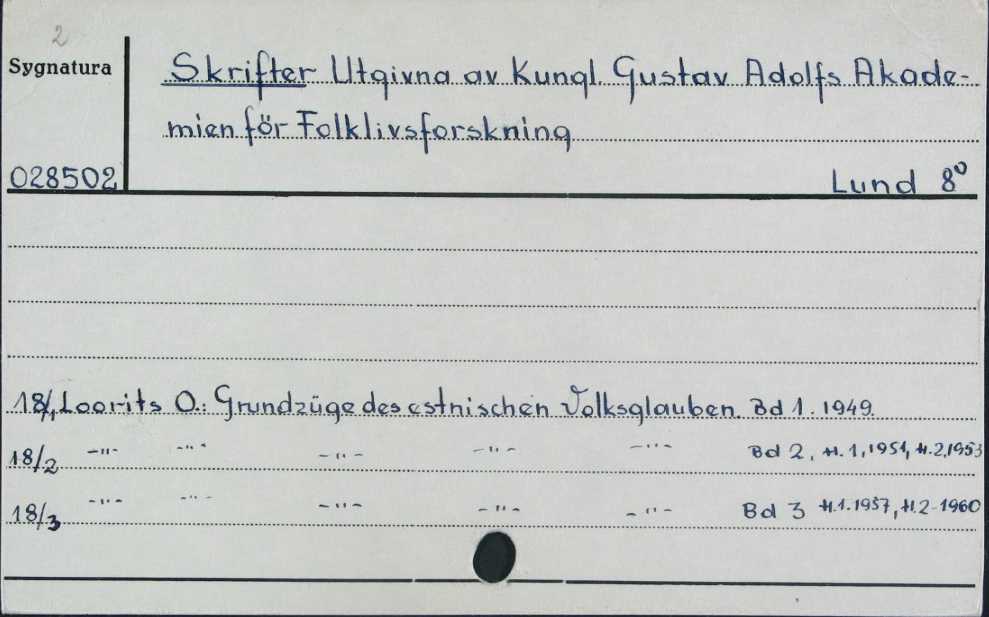 2
Sygnatura
Skrifter Utgivna av Kungl. Gustav Adolfs Akade-
mien för Folklivsforskning
028502
Lund 8°
18/1 Loorits O.: Grundzüge des estnischen Volksglauben. Bd 1. 1949.
18/2 -"- -"- -"- -"- -"- Bd 2, H. 1, 1951, H. 2, 1953
18/3 -"- -"- -"- -"- -"- Bd 3 H. 1. 1957, H. 2 - 1960